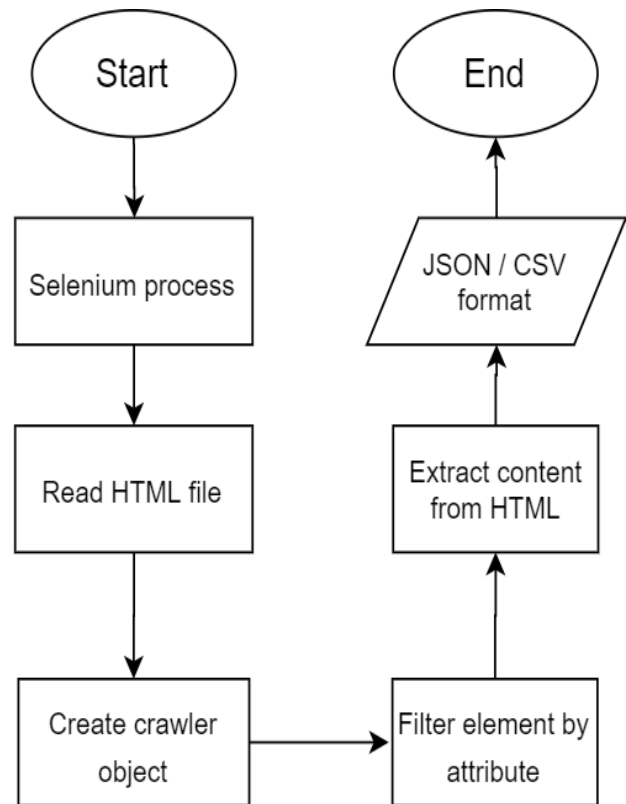 Start
Selenium process
Read HTML file
Create crawler
object
Filter element by
attribute
Extract content
from HTML
JSON / CSV
format
End